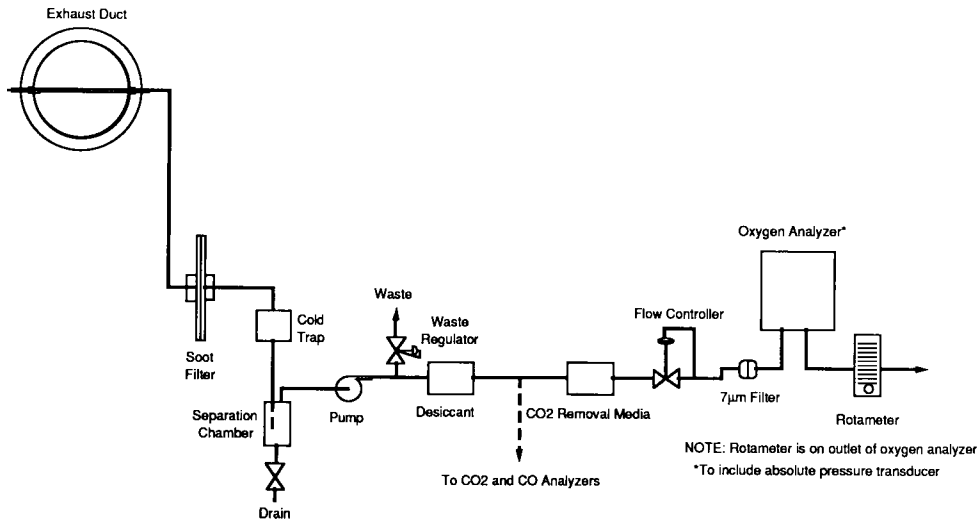 Exhaust Duct
Oxygen Analyzer*
Waste
Waste
Regulator
Flow Controller
Cold
Trap
Soot
Filter
Separation
Chamber
Pump
Desiccant
CO2 Removal Media
7μm Filter
Rotameter
NOTE: Rotameter is on outlet of oxygen analyzer
*To include absolute pressure transducer
To CO2 and CO Analyzers
Drain